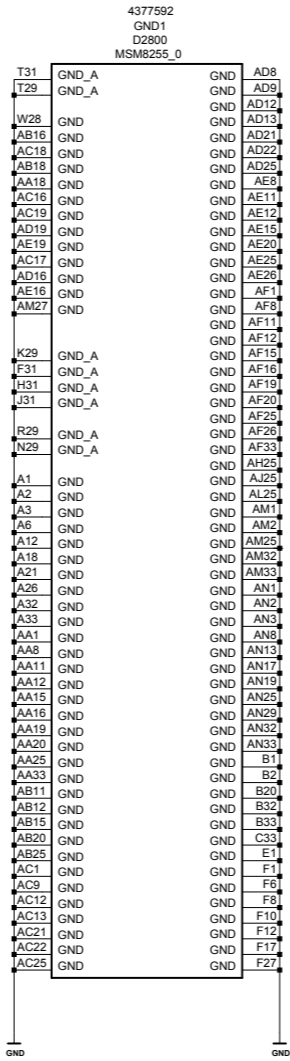 4377592
GND1
D2800
MSM8255_0
T31 GND_A GND AD8
T29 GND_A GND AD9
GND AD12
W28 GND GND AD13
AB16 GND GND AD21
AC18 GND GND AD22
AB18 GND GND AD25
AA18 GND GND AE8
AC16 GND GND AE11
AC19 GND GND AE12
AD19 GND GND AE15
AE19 GND GND AE20
AC17 GND GND AE25
AD16 GND GND AE26
AE16 GND GND AF1
AM27 GND GND AF8
GND AF11
GND AF12
K29 GND_A GND AF15
F31 GND_A GND AF16
H31 GND_A GND AF19
J31 GND_A GND AF20
GND AF25
R29 GND_A GND AF26
N29 GND_A GND AF33
GND AH25
A1 GND GND AJ25
A2 GND GND AL25
A3 GND GND AM1
A6 GND GND AM2
A12 GND GND AM25
A18 GND GND AM32
A21 GND GND AM33
A26 GND GND AN1
A32 GND GND AN2
A33 GND GND AN3
AA1 GND GND AN8
AA8 GND GND AN13
AA11 GND GND AN17
AA12 GND GND AN19
AA15 GND GND AN25
AA16 GND GND AN29
AA19 GND GND AN32
AA20 GND GND AN33
AA25 GND GND B1
AA33 GND GND B2
AB11 GND GND B20
AB12 GND GND B32
AB15 GND GND B33
AB20 GND GND C33
AB25 GND GND E1
AC1 GND GND F1
AC9 GND GND F6
AC12 GND GND F8
AC13 GND GND F10
AC21 GND GND F12
AC22 GND GND F17
AC25 GND GND F27
GND GND